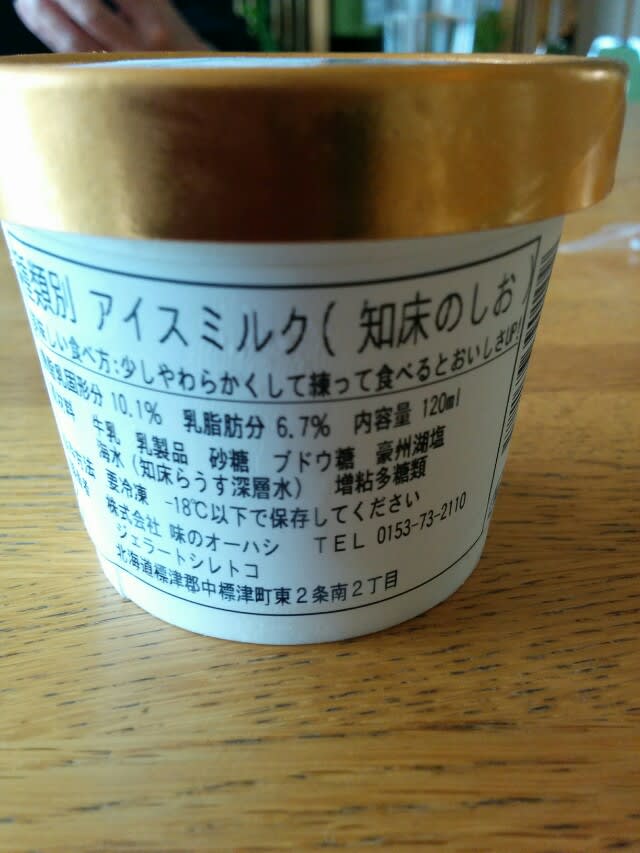 種類別 アイスミルク( 知床のしお )
しい食べ方:少しやわらかくして練って食べるとおいしさUP!
乳固形分 10.1% 乳脂肪分 6.7% 内容量 120ml
牛乳 乳製品 砂糖 ブドウ糖 豪州湖塩
海水(知床らうす深層水) 増粘多糖類
方法 要冷凍 -18℃以下で保存してください
株式会社 味のオーハシ TEL 0153-73-2110
ジェラートシレトコ
北海道標津郡中標津町東2条南2丁目